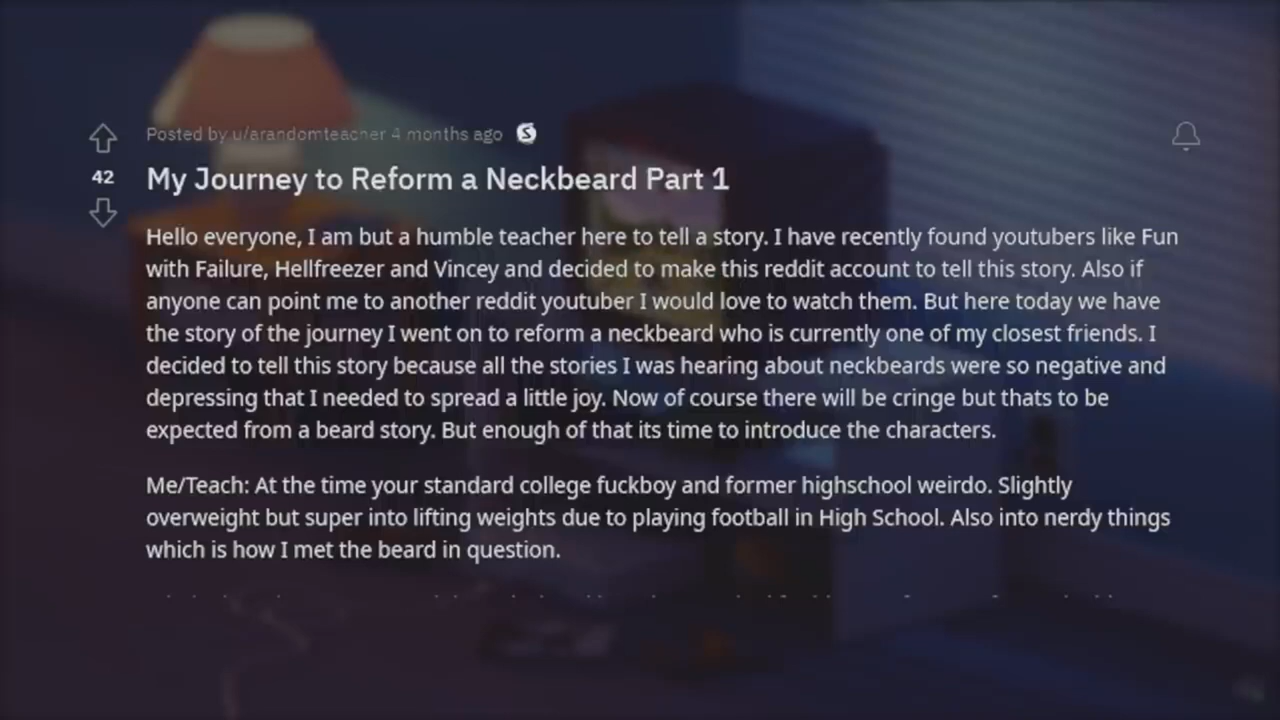 Posted by u/arandomteacher 4 months ago
42
My Journey to Reform a Neckbeard Part 1
Hello everyone, I am but a humble teacher here to tell a story. I have recently found youtubers like Fun
with Failure, Hellfreezer and Vincey and decided to make this reddit account to tell this story. Also if
anyone can point me to another reddit youtuber I would love to watch them. But here today we have
the story of the journey I went on to reform a neckbeard who is currently one of my closest friends. I
decided to tell this story because all the stories I was hearing about neckbeards were so negative and
depressing that I needed to spread a little joy. Now of course there will be cringe but thats to be
expected from a beard story. But enough of that its time to introduce the characters.
Me/Teach: At the time your standard college fuckboy and former highschool weirdo. Slightly
overweight but super into lifting weights due to playing football in High School. Also into nerdy things
which is how I met the beard in question.